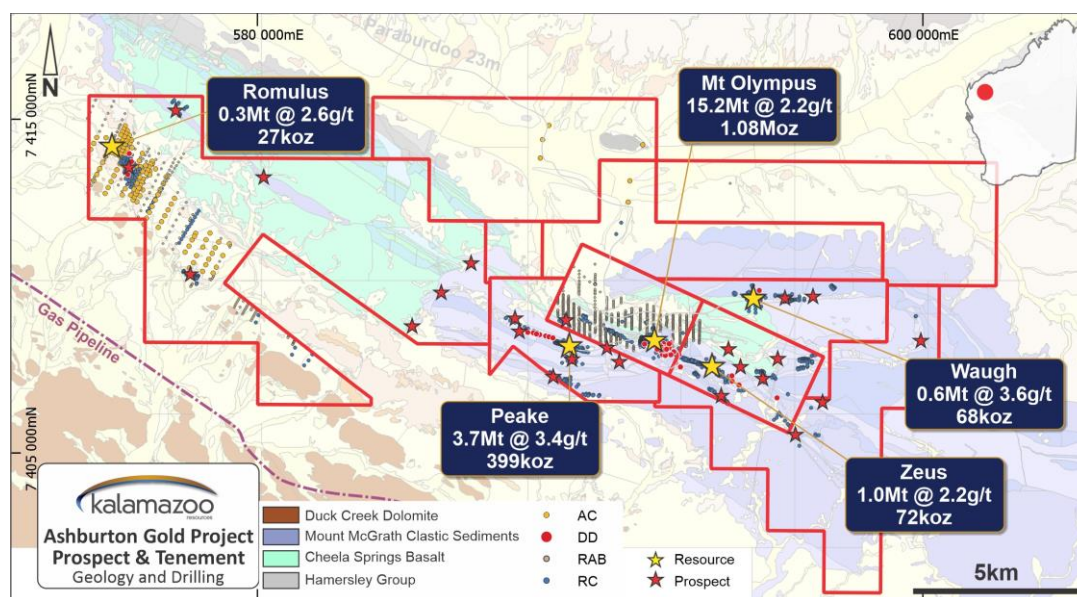 580 000mE
600 000mE
Paraburdoo 23m
N
7 415 000mN
Romulus
0.3Mt @ 2.6g/t
27koz
Mt Olympus
15.2Mt @ 2.2g/t
1.08Moz
Gas Pipeline
Peake
3.7Mt @ 3.4g/t
399koz
Waugh
0.6Mt @ 3.6g/t
68koz
Zeus
1.0Mt @ 2.2g/t
72koz
7 405 000mN
kalamazoo
resources
Ashburton Gold Project
Prospect & Tenement
Geology and Drilling
Duck Creek Dolomite
Mount McGrath Clastic Sediments
Cheela Springs Basalt
Hamersley Group
AC
DD
RAB
RC
Resource
Prospect
5km